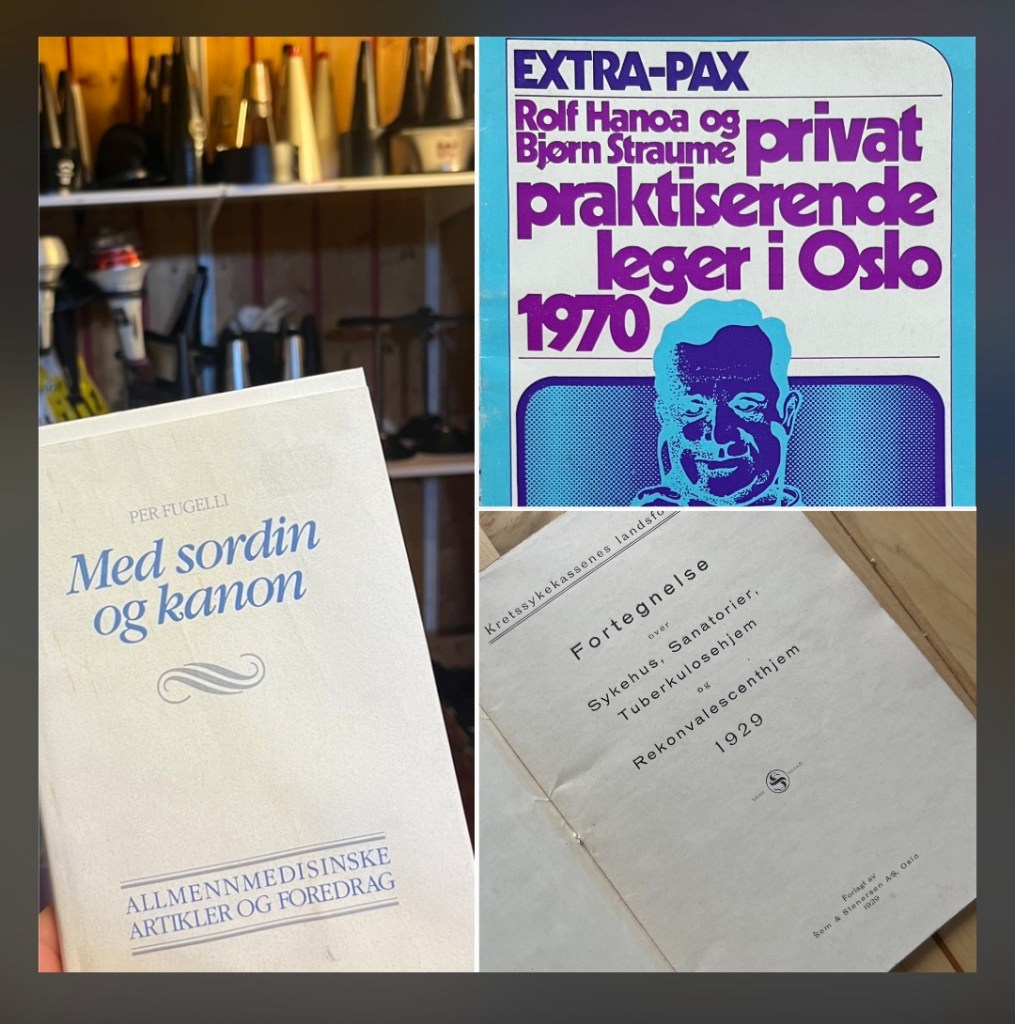 PER FUGELLI
Med sordin
og kanon
ALLMENNMEDISINSKE
ARTIKLER OG FOREDRAG
EXTRA-PAX
Rolf Hanoa og
Bjørn Straume privat
praktiserende
leger i Oslo
1970
Kretssykekassenes
Fortegnelse
over
Sykehus, Sanatorier,
Tuberkulosehjem
og
Rekonvalescenthjem
1929
Forlagt av
Sem & Stenersen A/S, Oslo
1929